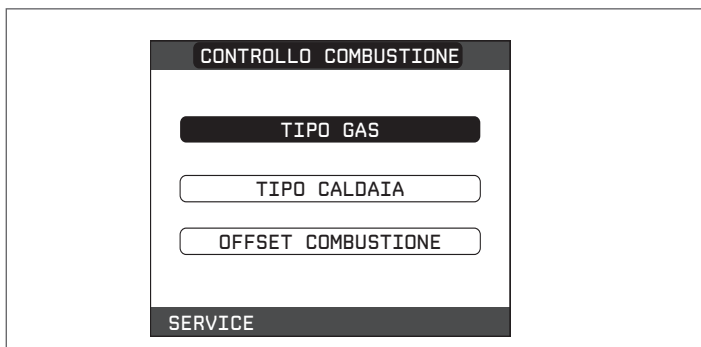 CONTROLLO COMBUSTIONE
TIPO GAS
TIPO CALDAIA
OFFSET COMBUSTIONE
SERVICE